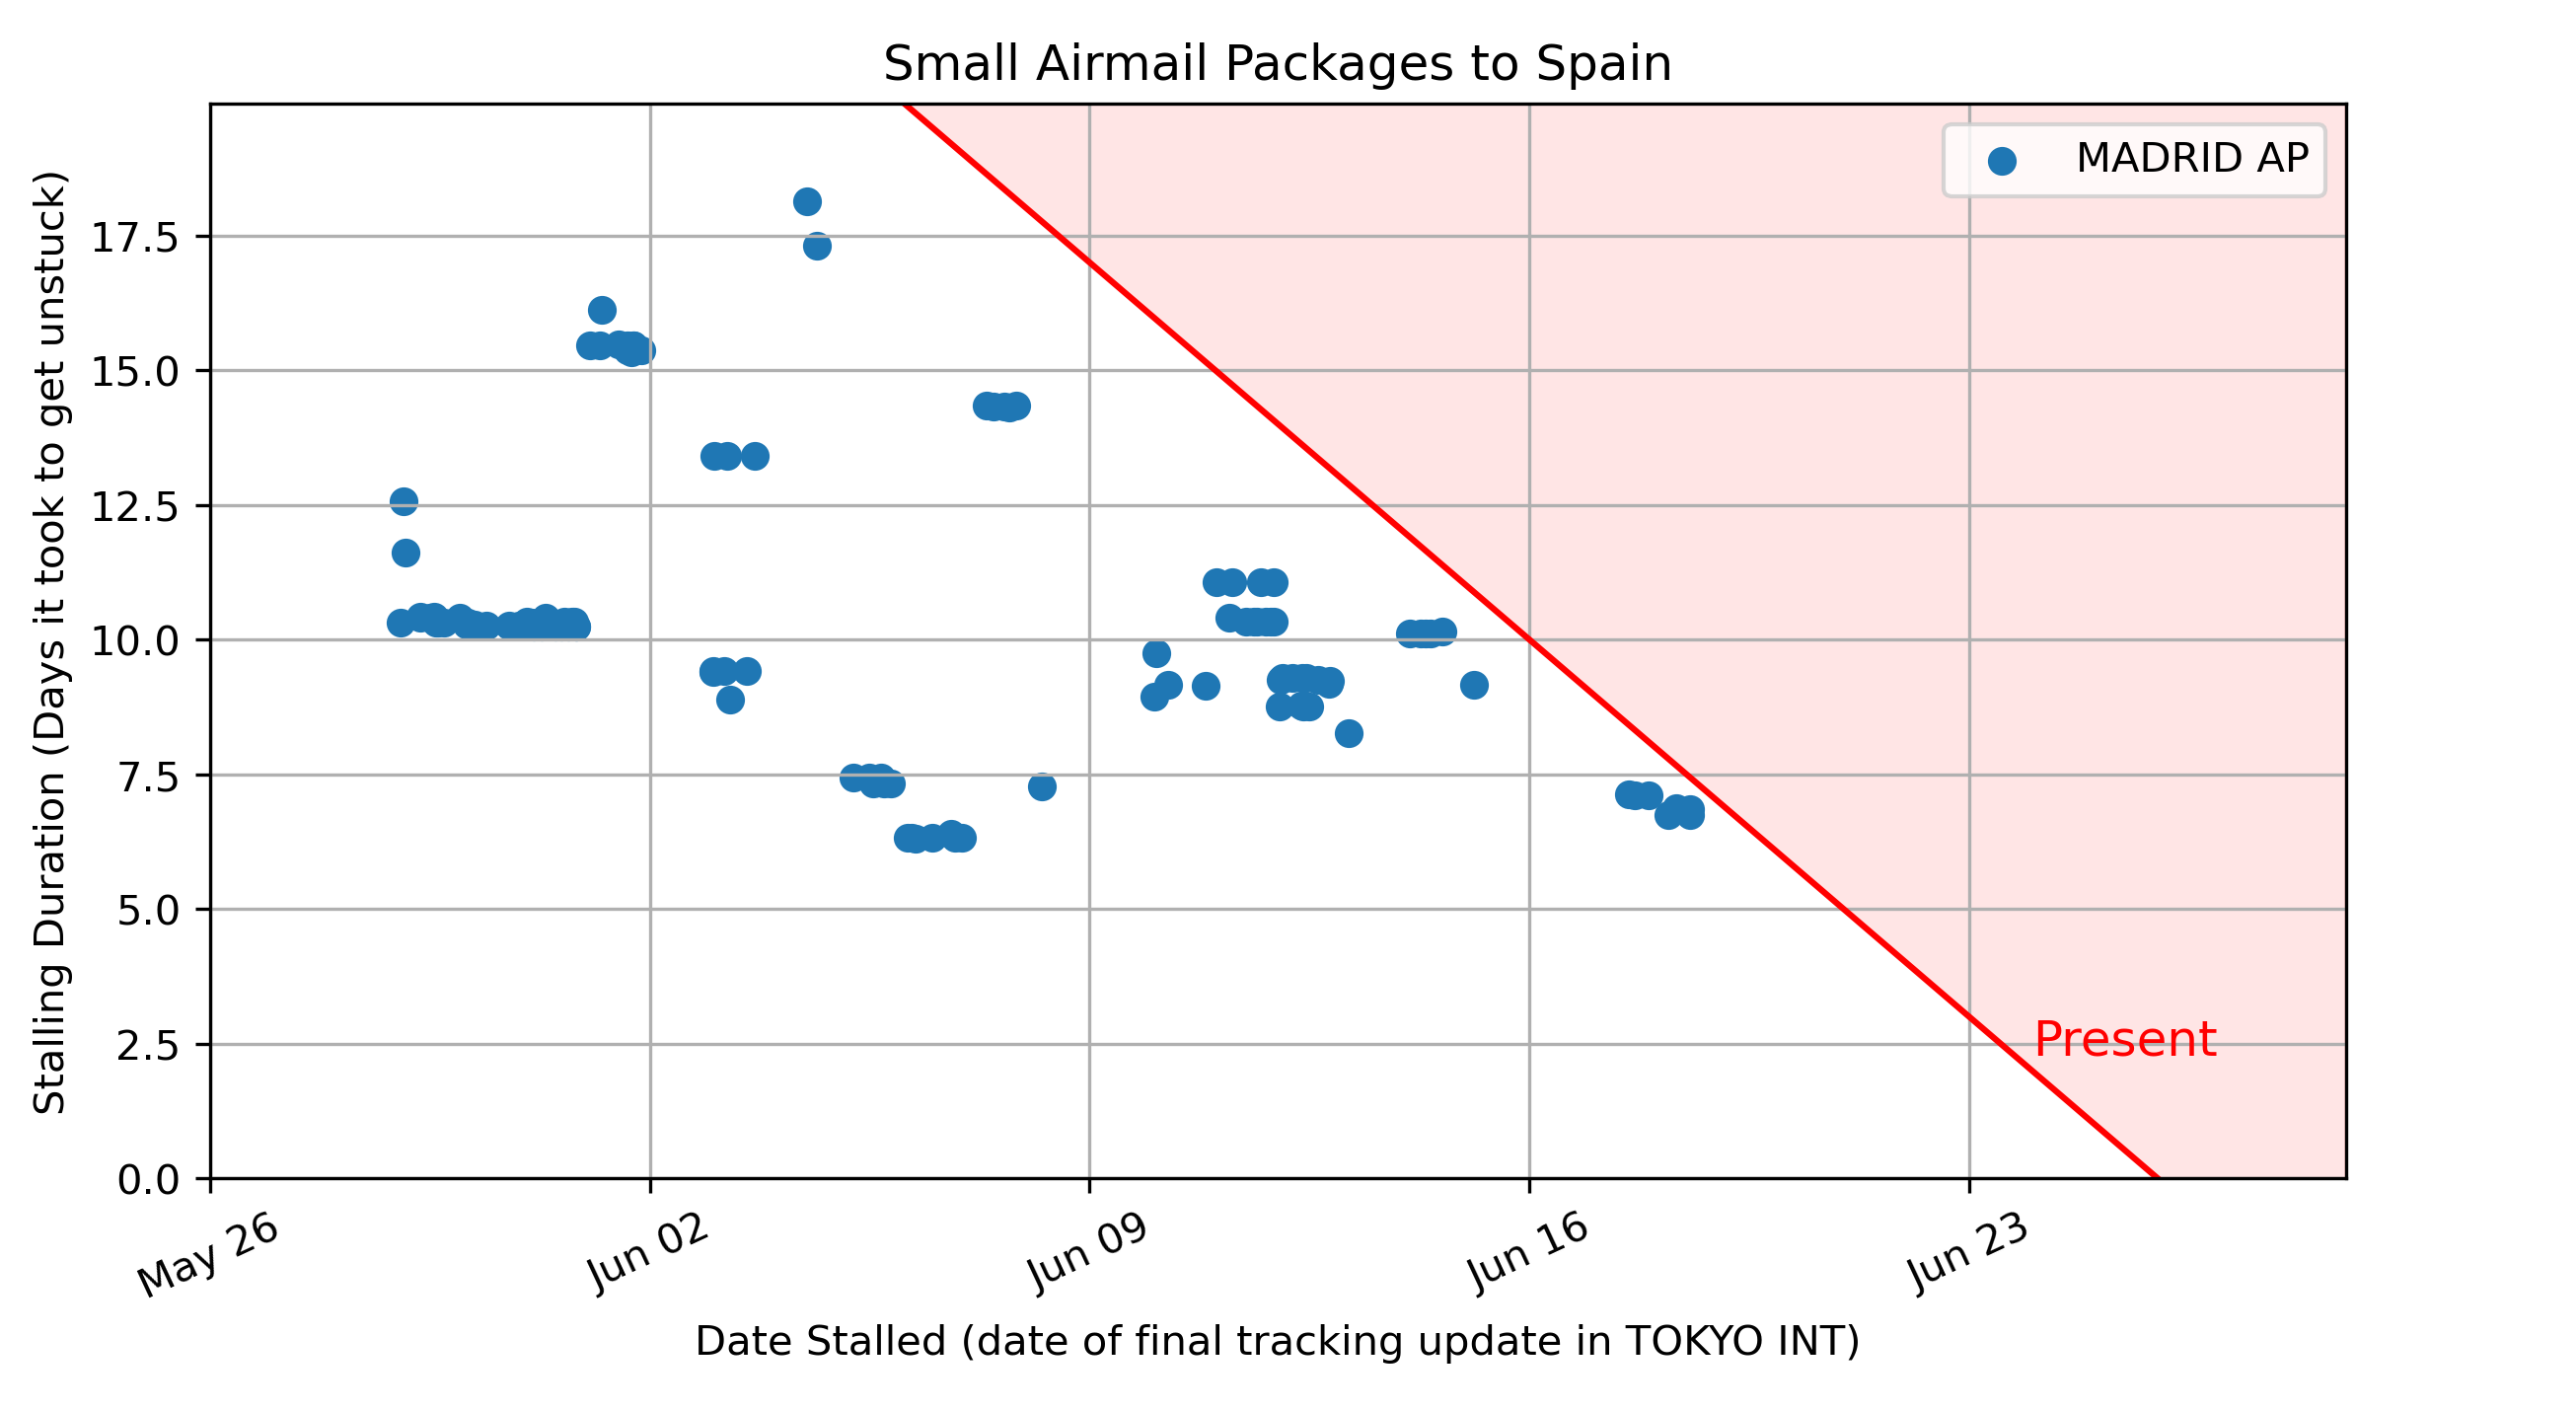 Small Airmail Packages to Spain
MADRID AP
Stalling Duration (Days it took to get unstuck)
17.5
15.0
12.5
10.0
7.5
5.0
2.5
0.0
Present
May 26
Jun 02
Jun 09
Jun 16
Jun 23
Date Stalled (date of final tracking update in TOKYO INT)